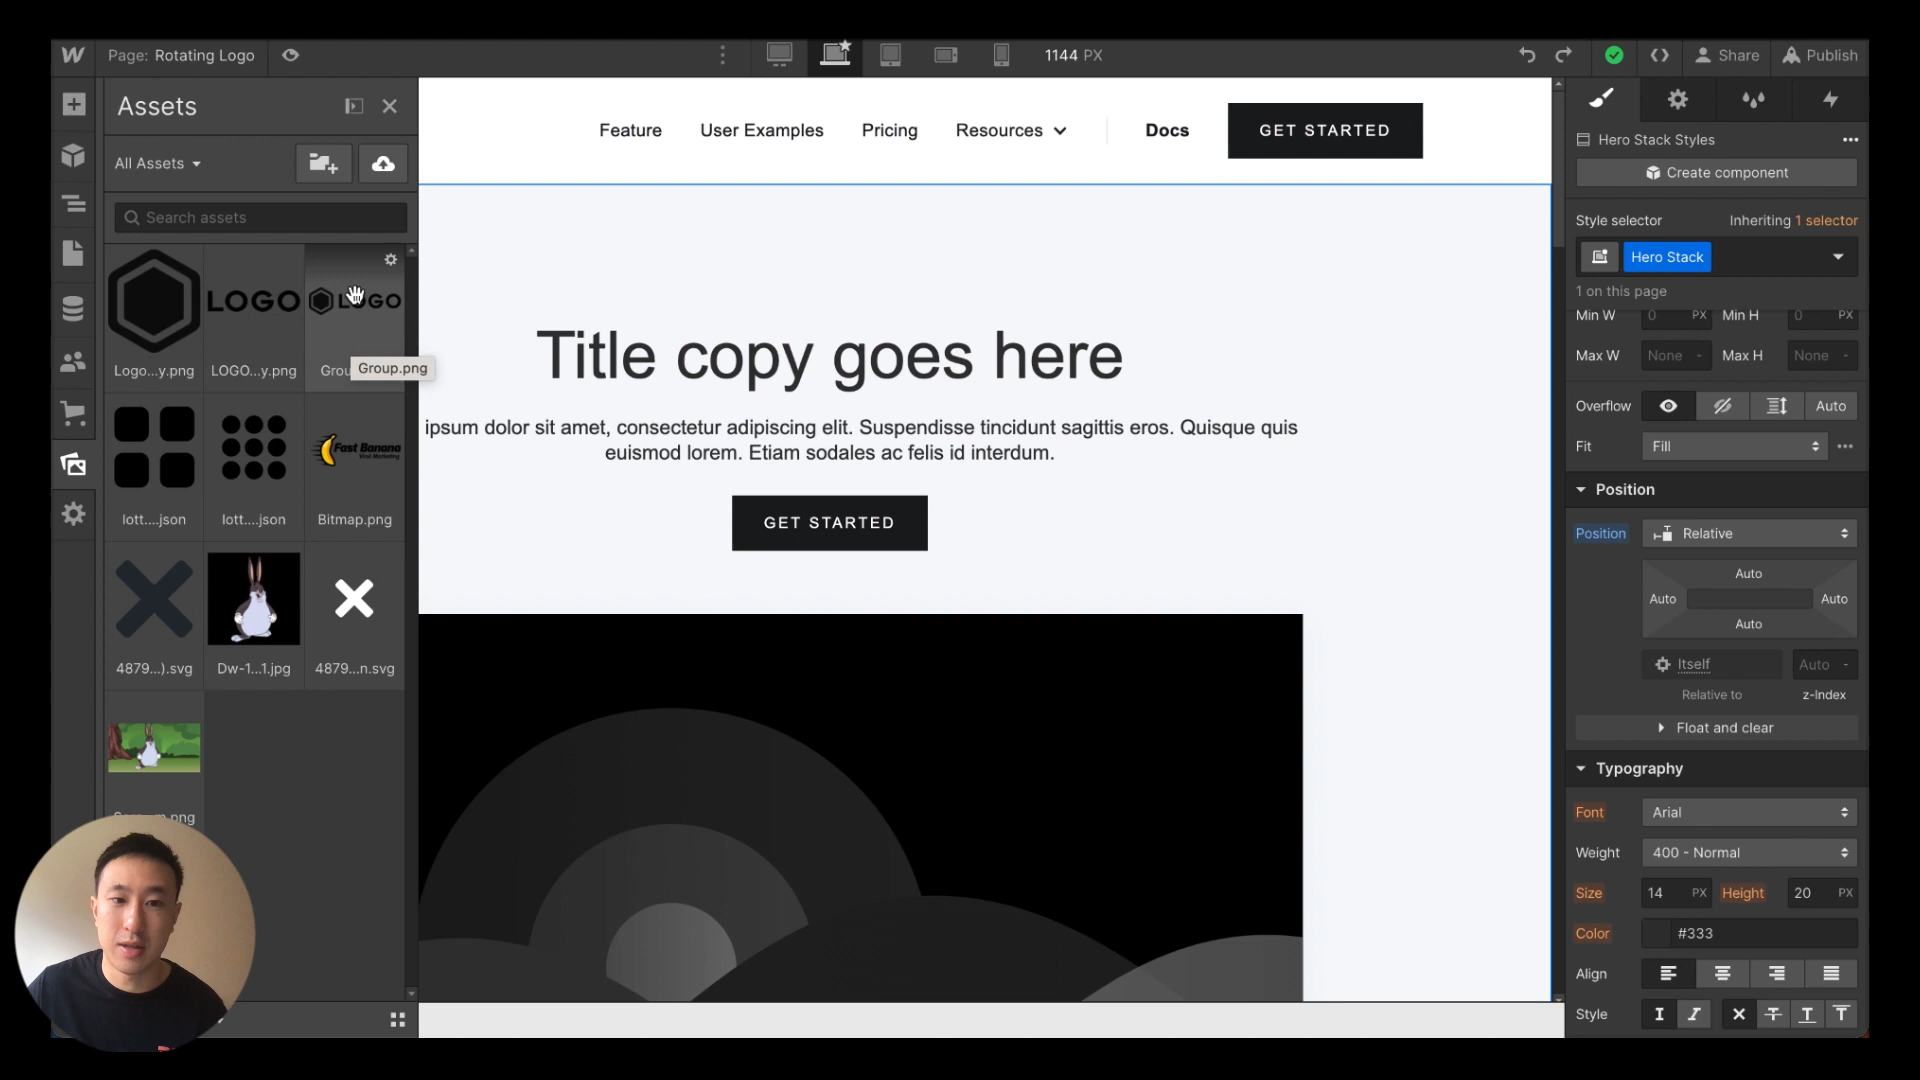 Page: Rotating Logo
1144 PX
Share
Publish
Assets
All Assets
Search assets
LOGO
LOGO
Logo...y.png
LOGO...y.png
Group.png
lott....json
lott....json
Fast Banana
Bitmap.png
4879...).svg
Dw-1...1.jpg
4879...n.svg
Feature
User Examples
Pricing
Resources
Docs
GET STARTED
Title copy goes here
ipsum dolor sit amet, consectetur adipiscing elit. Suspendisse tincidunt sagittis eros. Quisque quis
euismod lorem. Etiam sodales ac felis id interdum.
GET STARTED
Hero Stack Styles
Create component
Style selector
Inheriting 1 selector
Hero Stack
1 on this page
Min W 0 PX Min H 0 PX
Max W None - Max H None -
Overflow Auto
Fit Fill
Position
Position Relative
Auto
Auto Auto
Auto
Itself Auto -
Relative to z-Index
Float and clear
Typography
Font Arial
Weight 400 - Normal
Size 14 PX Height 20 PX
Color #333
Align
Style